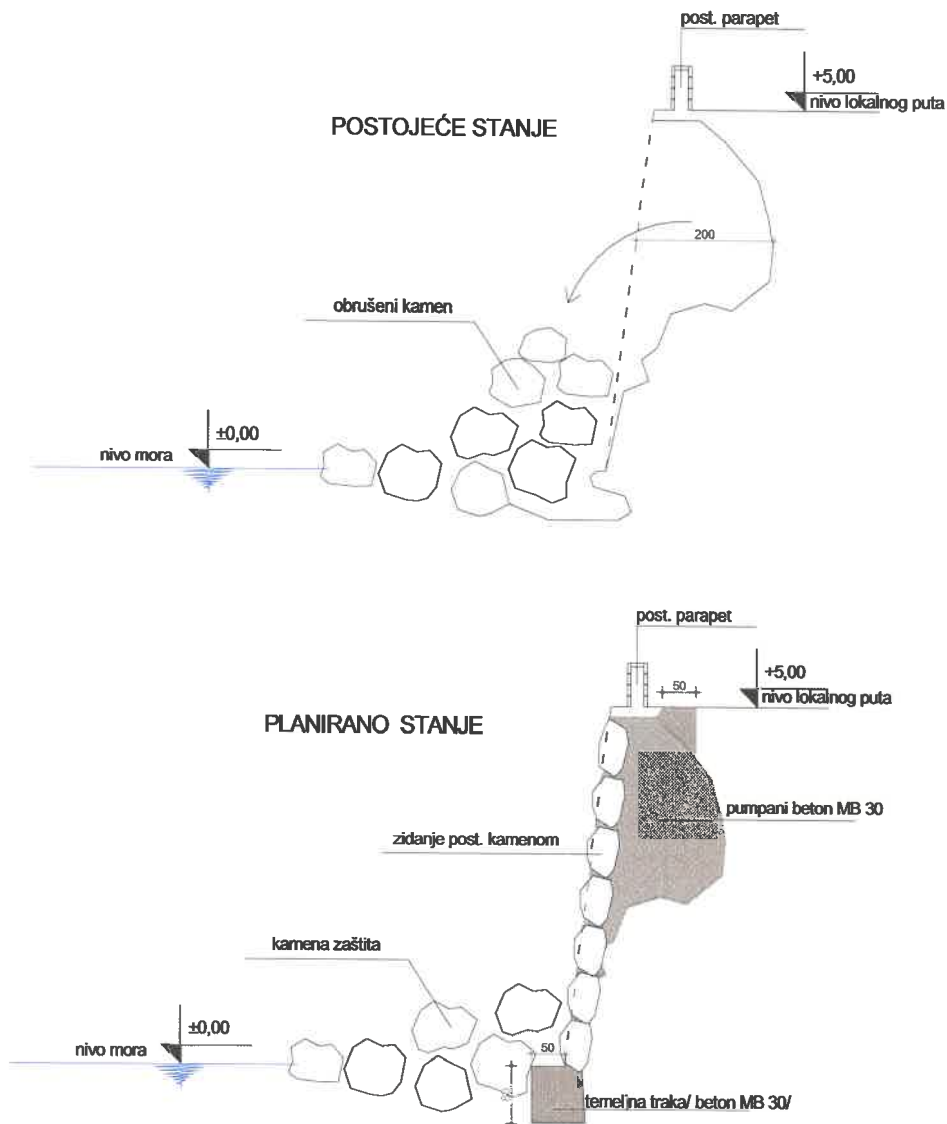 post. parapet
+5,00
nivo lokalnog puta
POSTOJEĆE STANJE
200
obrušeni kamen
±0,00
nivo mora
post. parapet
+5,00
50
nivo lokalnog puta
PLANIRANO STANJE
pumpani beton MB 30
zidanje post. kamenom
kamena zaštita
±0,00
nivo mora
50
temeljna traka/ beton MB 30/